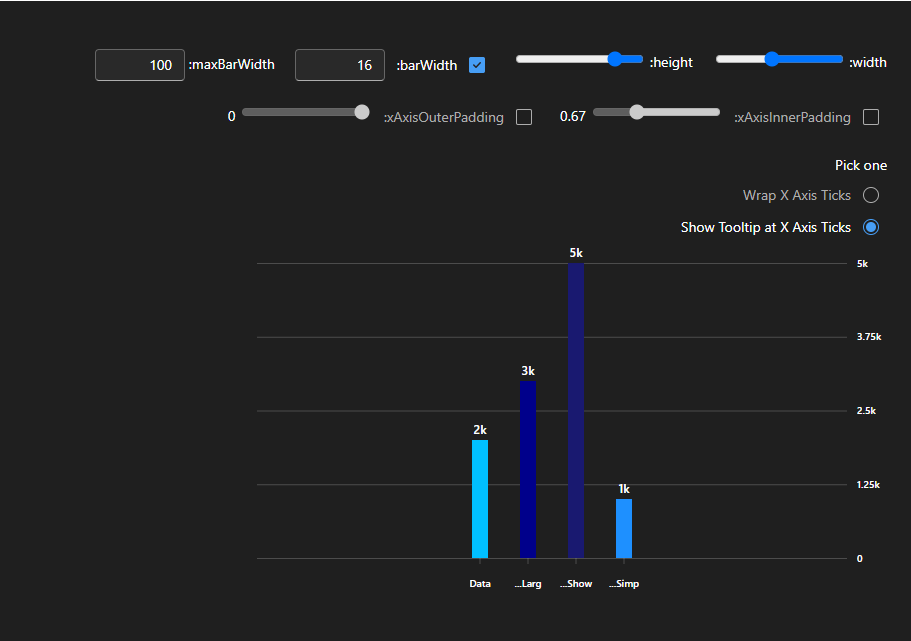 100 :maxBarWidth 16 :barWidth :height :width
0 :xAxisOuterPadding 0.67 :xAxisInnerPadding
Pick one
Wrap X Axis Ticks
Show Tooltip at X Axis Ticks
5k
5k
3.75k
3k
2.5k
2k
1.25k
1k
0
Data ...Larg ...Show ...Simp